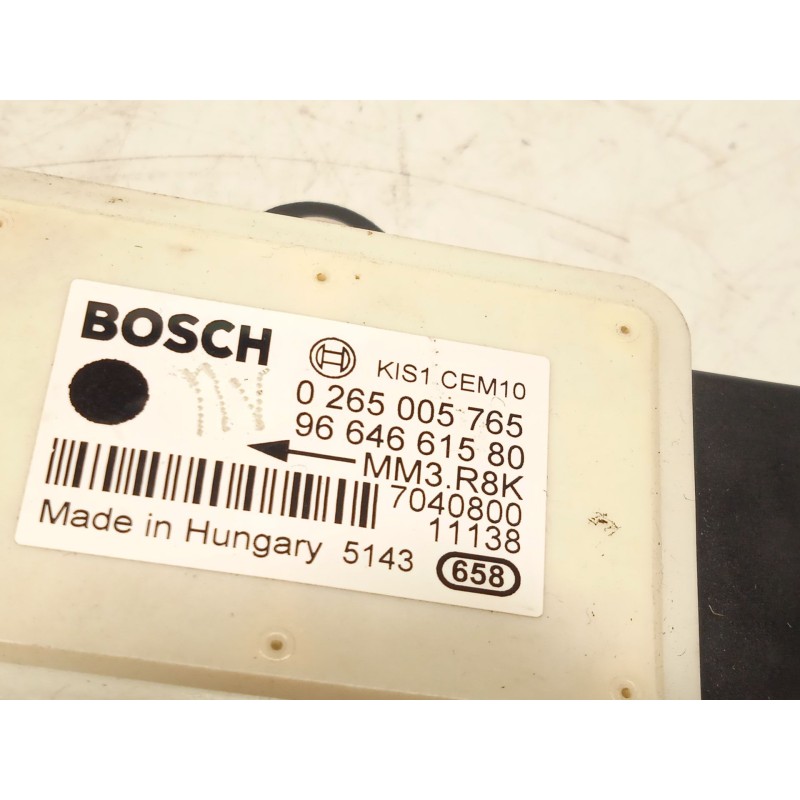 BOSCH
KIS1 CEM10
0 265 005 765
96 646 615 80
MM3.R8K
7040800
11138
Made in Hungary 5143
658